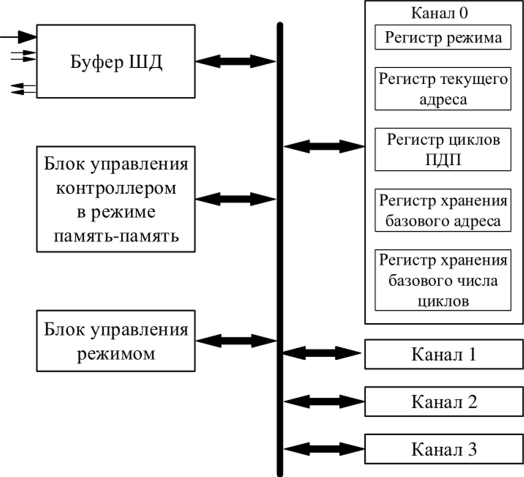 Буфер ШД
Блок управления
контроллером
в режиме
память-память
Блок управления
режимом
Канал 0
Регистр режима
Регистр текущего
адреса
Регистр циклов
ПДП
Регистр хранения
базового адреса
Регистр хранения
базового числа
циклов
Канал 1
Канал 2
Канал 3